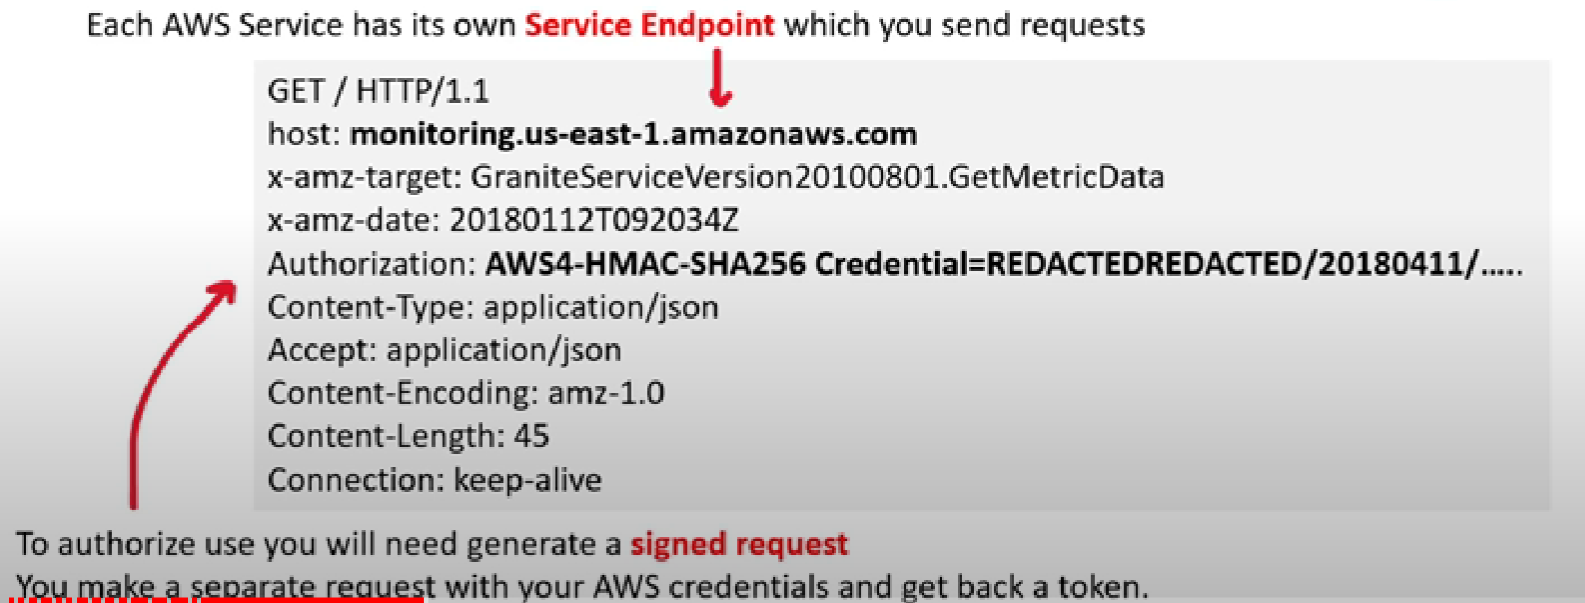 Each AWS Service has its own Service Endpoint which you send requests
GET / HTTP/1.1
host: monitoring.us-east-1.amazonaws.com
x-amz-target: GraniteServiceVersion20100801.GetMetricData
x-amz-date: 20180112T092034Z
Authorization: AWS4-HMAC-SHA256 Credential=REDACTEDREDACTED/20180411/.....
Content-Type: application/json
Accept: application/json
Content-Encoding: amz-1.0
Content-Length: 45
Connection: keep-alive
To authorize use you will need generate a signed request
You make a separate request with your AWS credentials and get back a token.